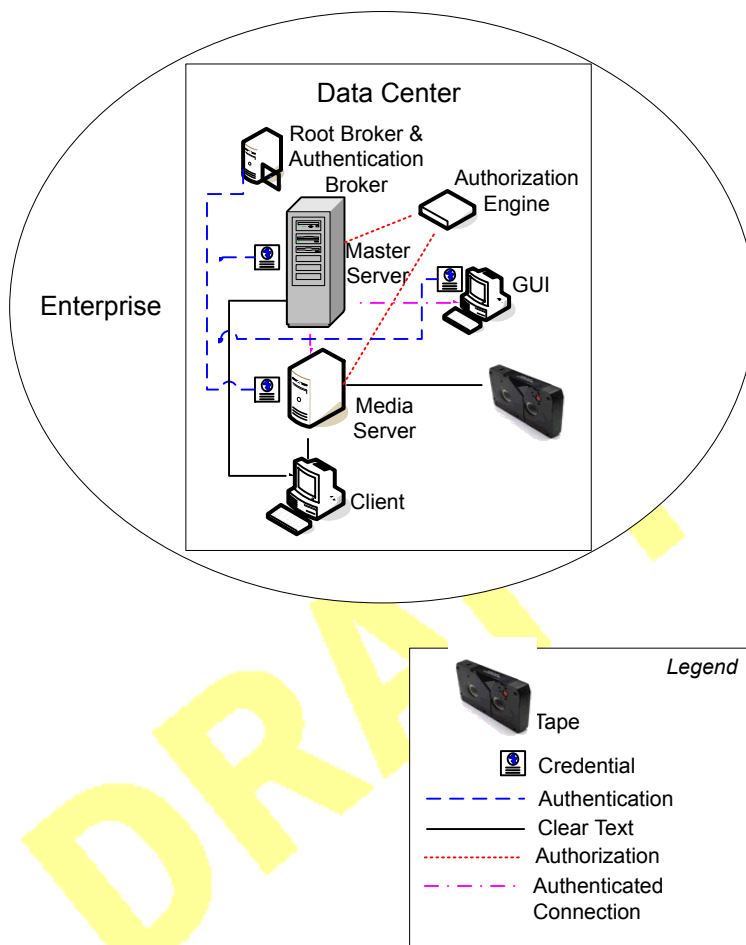 Data Center
Root Broker &
Authentication
Broker
Authorization
Engine
Master
Server
GUI
Enterprise
Media
Server
Client
DRAFT
Legend
Tape
Credential
Authentication
Clear Text
Authorization
Authenticated
Connection